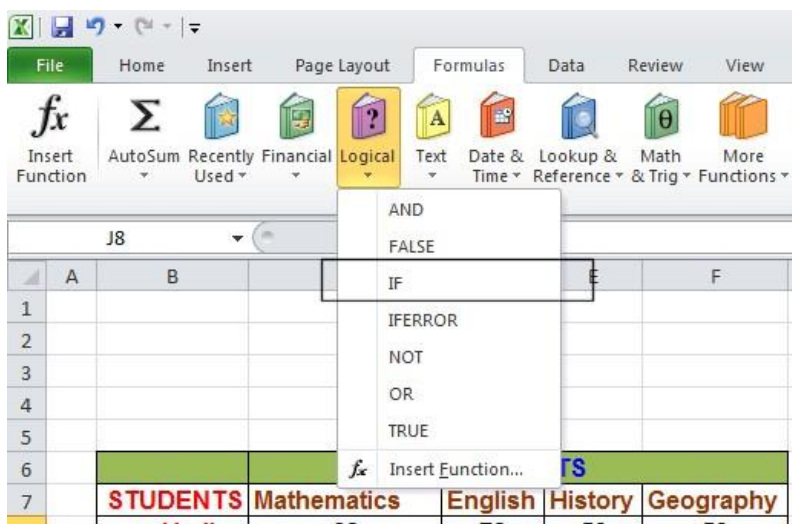 File Home Insert Page Layout Formulas Data Review View
fx Σ ? A θ
Insert Function AutoSum Recently Used Financial Logical Text Date & Time Lookup & Reference Math & Trig More Functions
J8
AND
FALSE
A B E F
IF
1
IFERROR
2
NOT
3
OR
4
TRUE
5
6 fx Insert Function... TS
7 STUDENTS Mathematics English History Geography